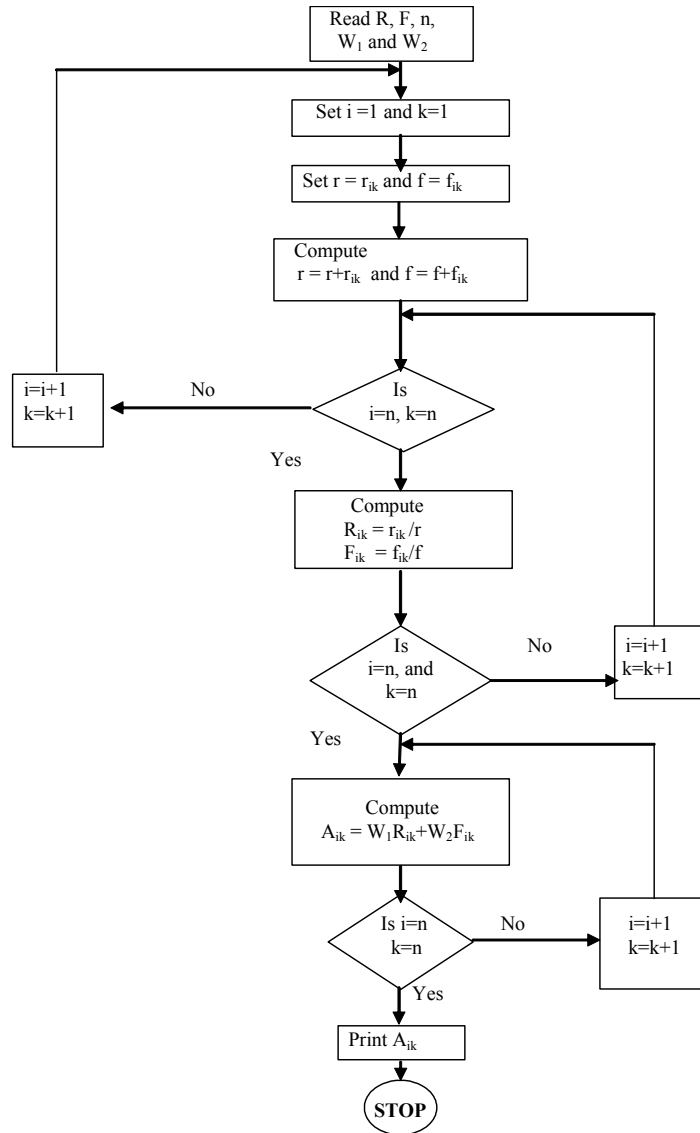 Read R, F, n,
W₁ and W₂
Set i =1 and k=1
Set r = rᵢₖ and f = fᵢₖ
Compute
r = r+rᵢₖ and f = f+fᵢₖ
i=i+1
k=k+1
No
Is
i=n, k=n
Yes
Compute
Rᵢₖ = rᵢₖ /r
Fᵢₖ = fᵢₖ/f
Is
i=n, and
k=n
No
i=i+1
k=k+1
Yes
Compute
Aᵢₖ = W₁Rᵢₖ+W₂Fᵢₖ
Is i=n
k=n
No
i=i+1
k=k+1
Yes
Print Aᵢₖ
STOP